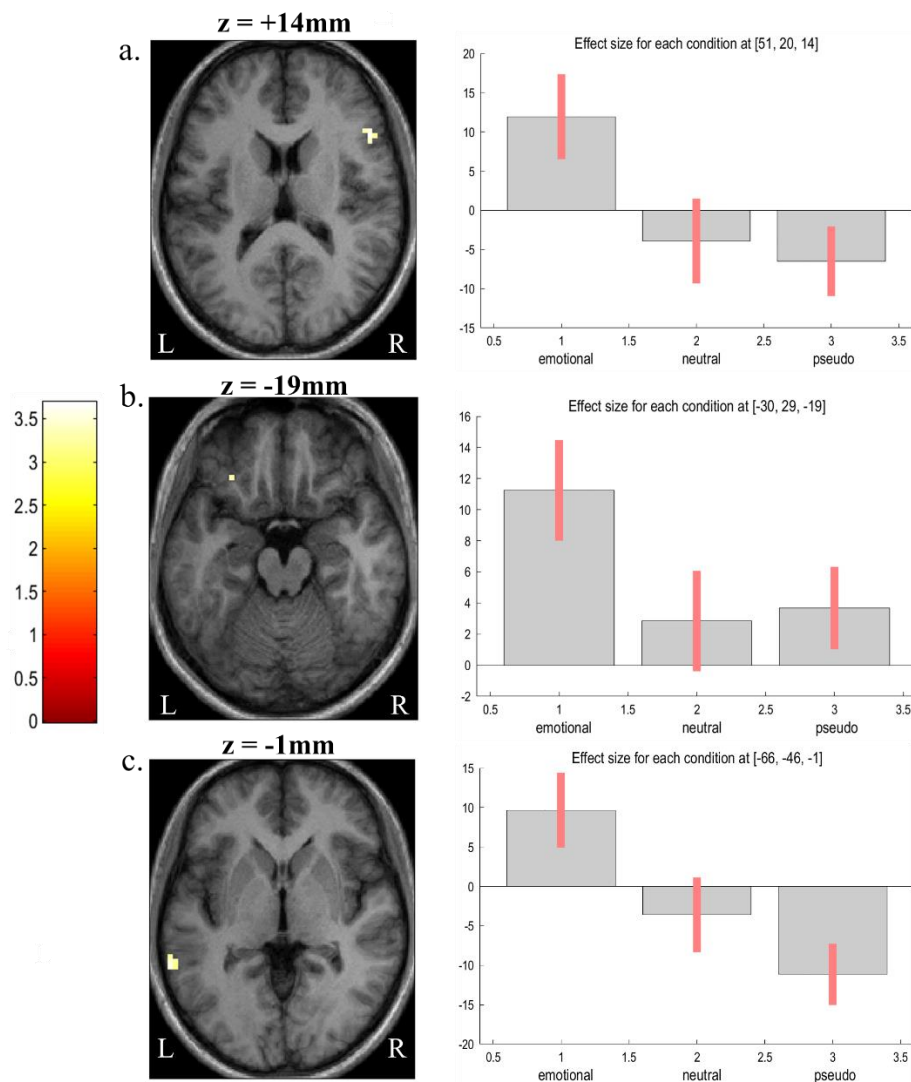 z = +14mm
a.
L
R
Effect size for each condition at [51, 20, 14]
20
15
10
5
0
-5
-10
-15
0.5 1 1.5 2 2.5 3 3.5
emotional neutral pseudo
z = -19mm
b.
L
R
3.5
3
2.5
2
1.5
1
0.5
0
Effect size for each condition at [-30, 29, -19]
16
14
12
10
8
6
4
2
0
-2
0.5 1 1.5 2 2.5 3 3.5
emotional neutral pseudo
z = -1mm
c.
L
R
Effect size for each condition at [-66, -46, -1]
15
10
5
0
-5
-10
-15
-20
0.5 1 1.5 2 2.5 3 3.5
emotional neutral pseudo